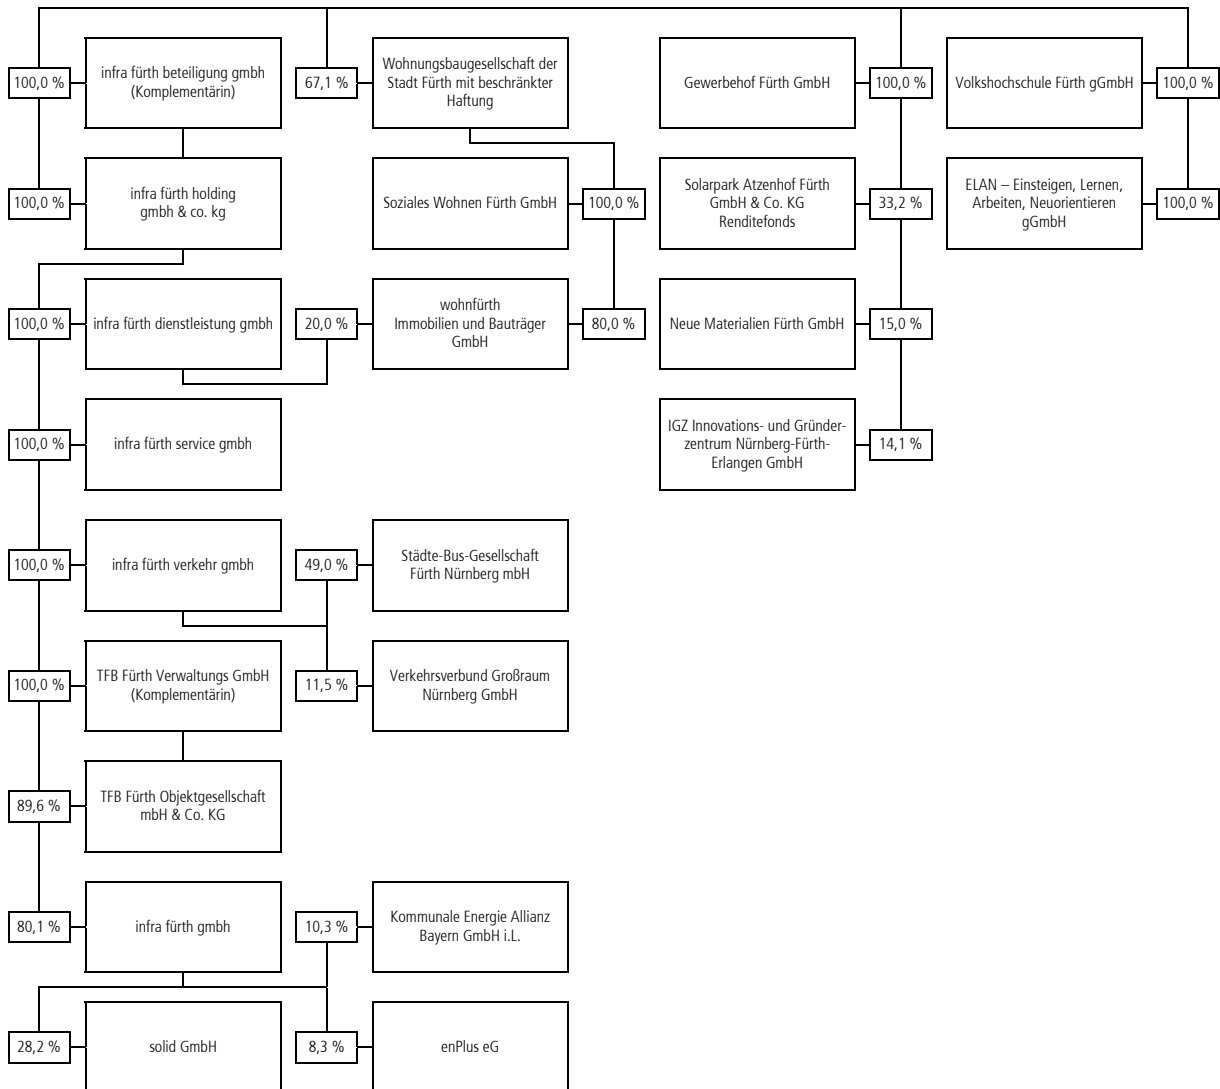 100,0 %
infra fürth beteiligung gmbh
(Komplementärin)
67,1 %
Wohnungsbaugesellschaft der
Stadt Fürth mit beschränkter
Haftung
Gewerbehof Fürth GmbH
100,0 %
Volkshochschule Fürth gGmbH
100,0 %
100,0 %
infra fürth holding
gmbh & co. kg
Soziales Wohnen Fürth GmbH
100,0 %
Solarpark Atzenhof Fürth
GmbH & Co. KG
Renditefonds
33,2 %
ELAN – Einsteigen, Lernen,
Arbeiten, Neuorientieren
gGmbH
100,0 %
100,0 %
infra fürth dienstleistung gmbh
20,0 %
wohnfürth
Immobilien und Bauträger
GmbH
80,0 %
Neue Materialien Fürth GmbH
15,0 %
100,0 %
infra fürth service gmbh
IGZ Innovations- und Gründer-
zentrum Nürnberg-Fürth-
Erlangen GmbH
14,1 %
100,0 %
infra fürth verkehr gmbh
49,0 %
Städte-Bus-Gesellschaft
Fürth Nürnberg mbH
100,0 %
TFB Fürth Verwaltungs GmbH
(Komplementärin)
11,5 %
Verkehrsverbund Großraum
Nürnberg GmbH
89,6 %
TFB Fürth Objektgesellschaft
mbH & Co. KG
80,1 %
infra fürth gmbh
10,3 %
Kommunale Energie Allianz
Bayern GmbH i.L.
28,2 %
solid GmbH
8,3 %
enPlus eG